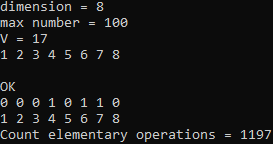 dimension = 8
max number = 100
V = 17
1 2 3 4 5 6 7 8
OK
0 0 0 1 0 1 1 0
1 2 3 4 5 6 7 8
Count elementary operations = 1197